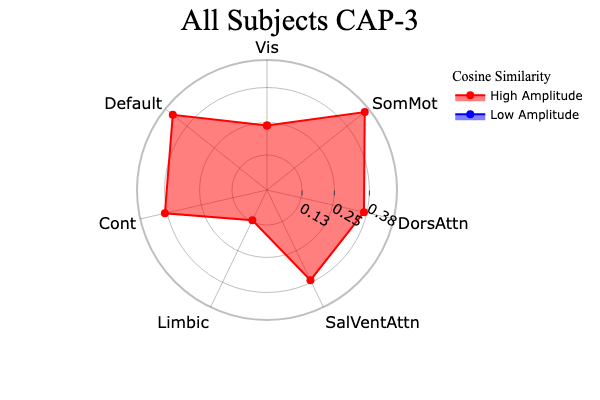 All Subjects CAP-3
Vis
Cosine Similarity
High Amplitude
Low Amplitude
Default
SomMot
0.13
0.25
0.38
Cont
DorsAttn
Limbic
SalVentAttn